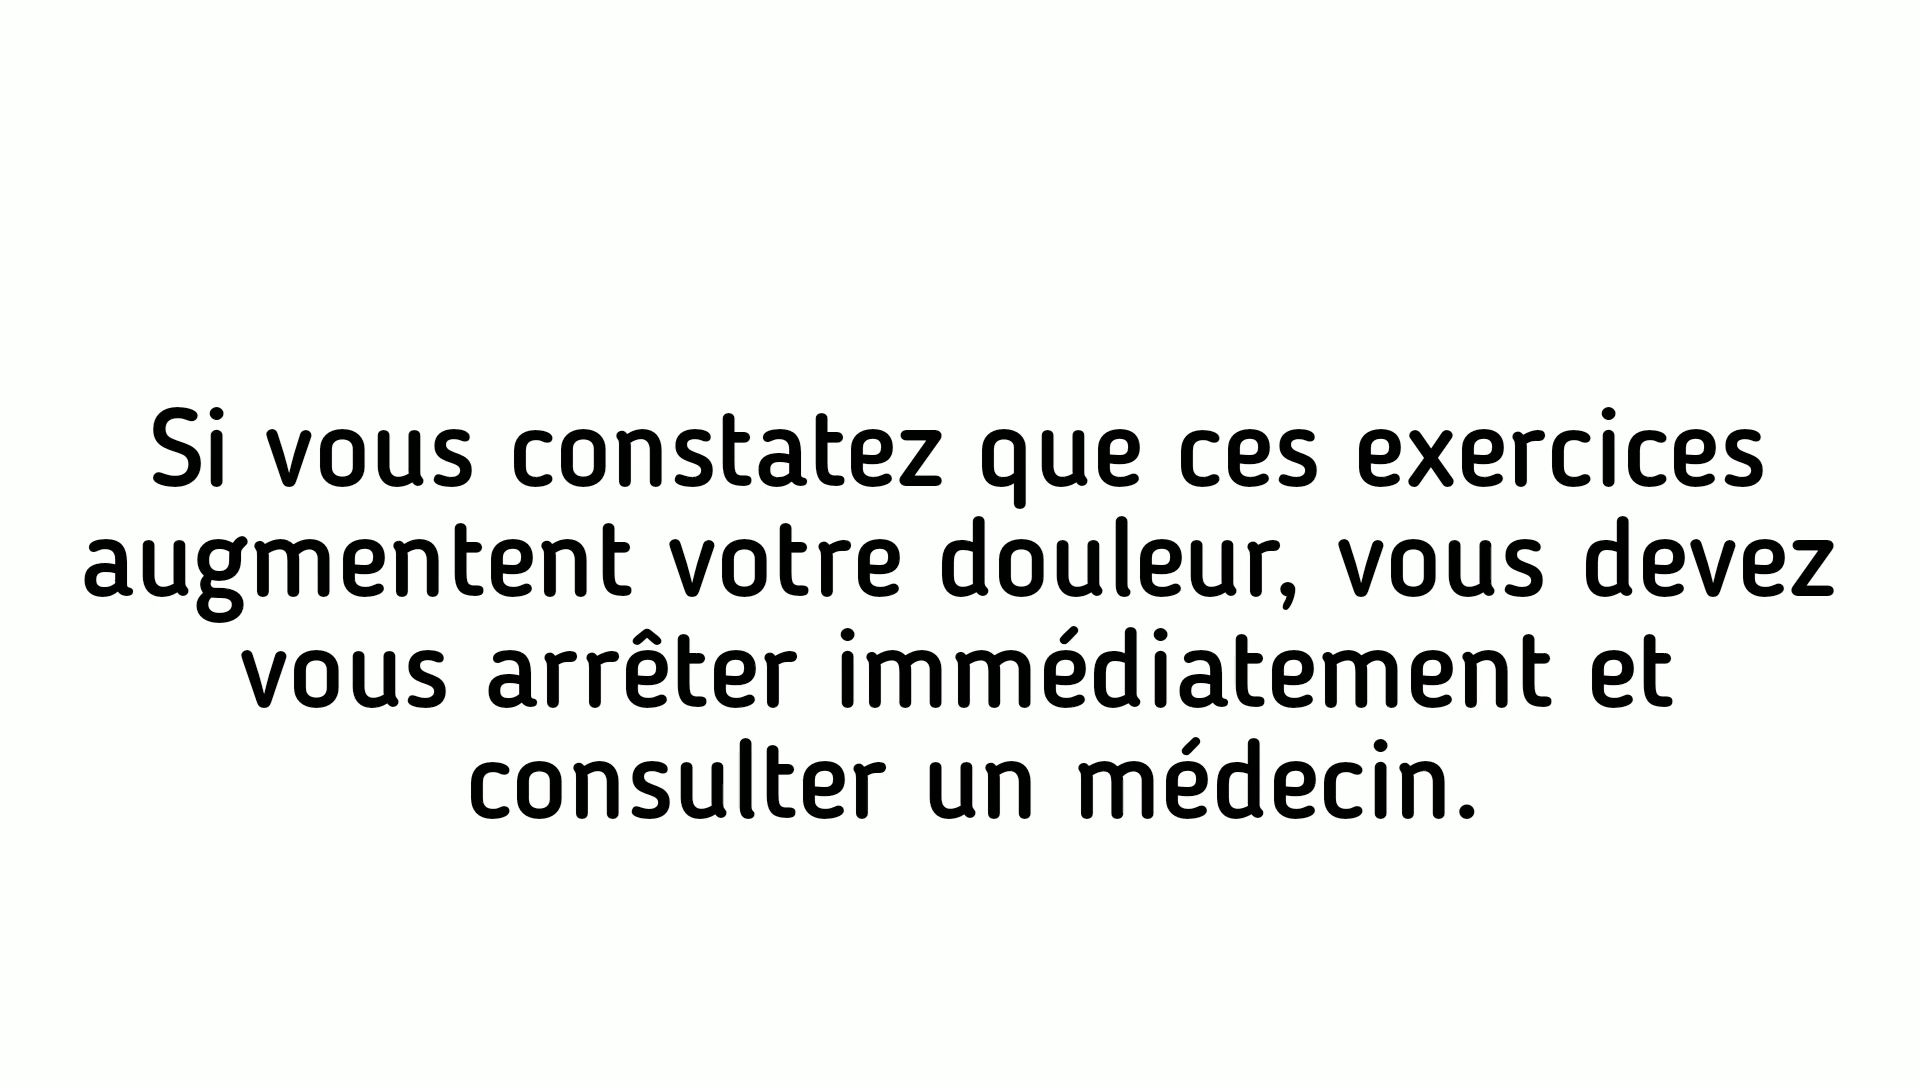 Si vous constatez que ces exercices
augmentent votre douleur, vous devez
vous arrêter immédiatement et
consulter un médecin.